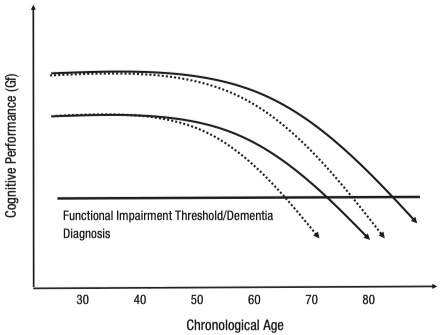 Cognitive Performance (Gf)
Functional Impairment Threshold/Dementia
Diagnosis
30 40 50 60 70 80
Chronological Age